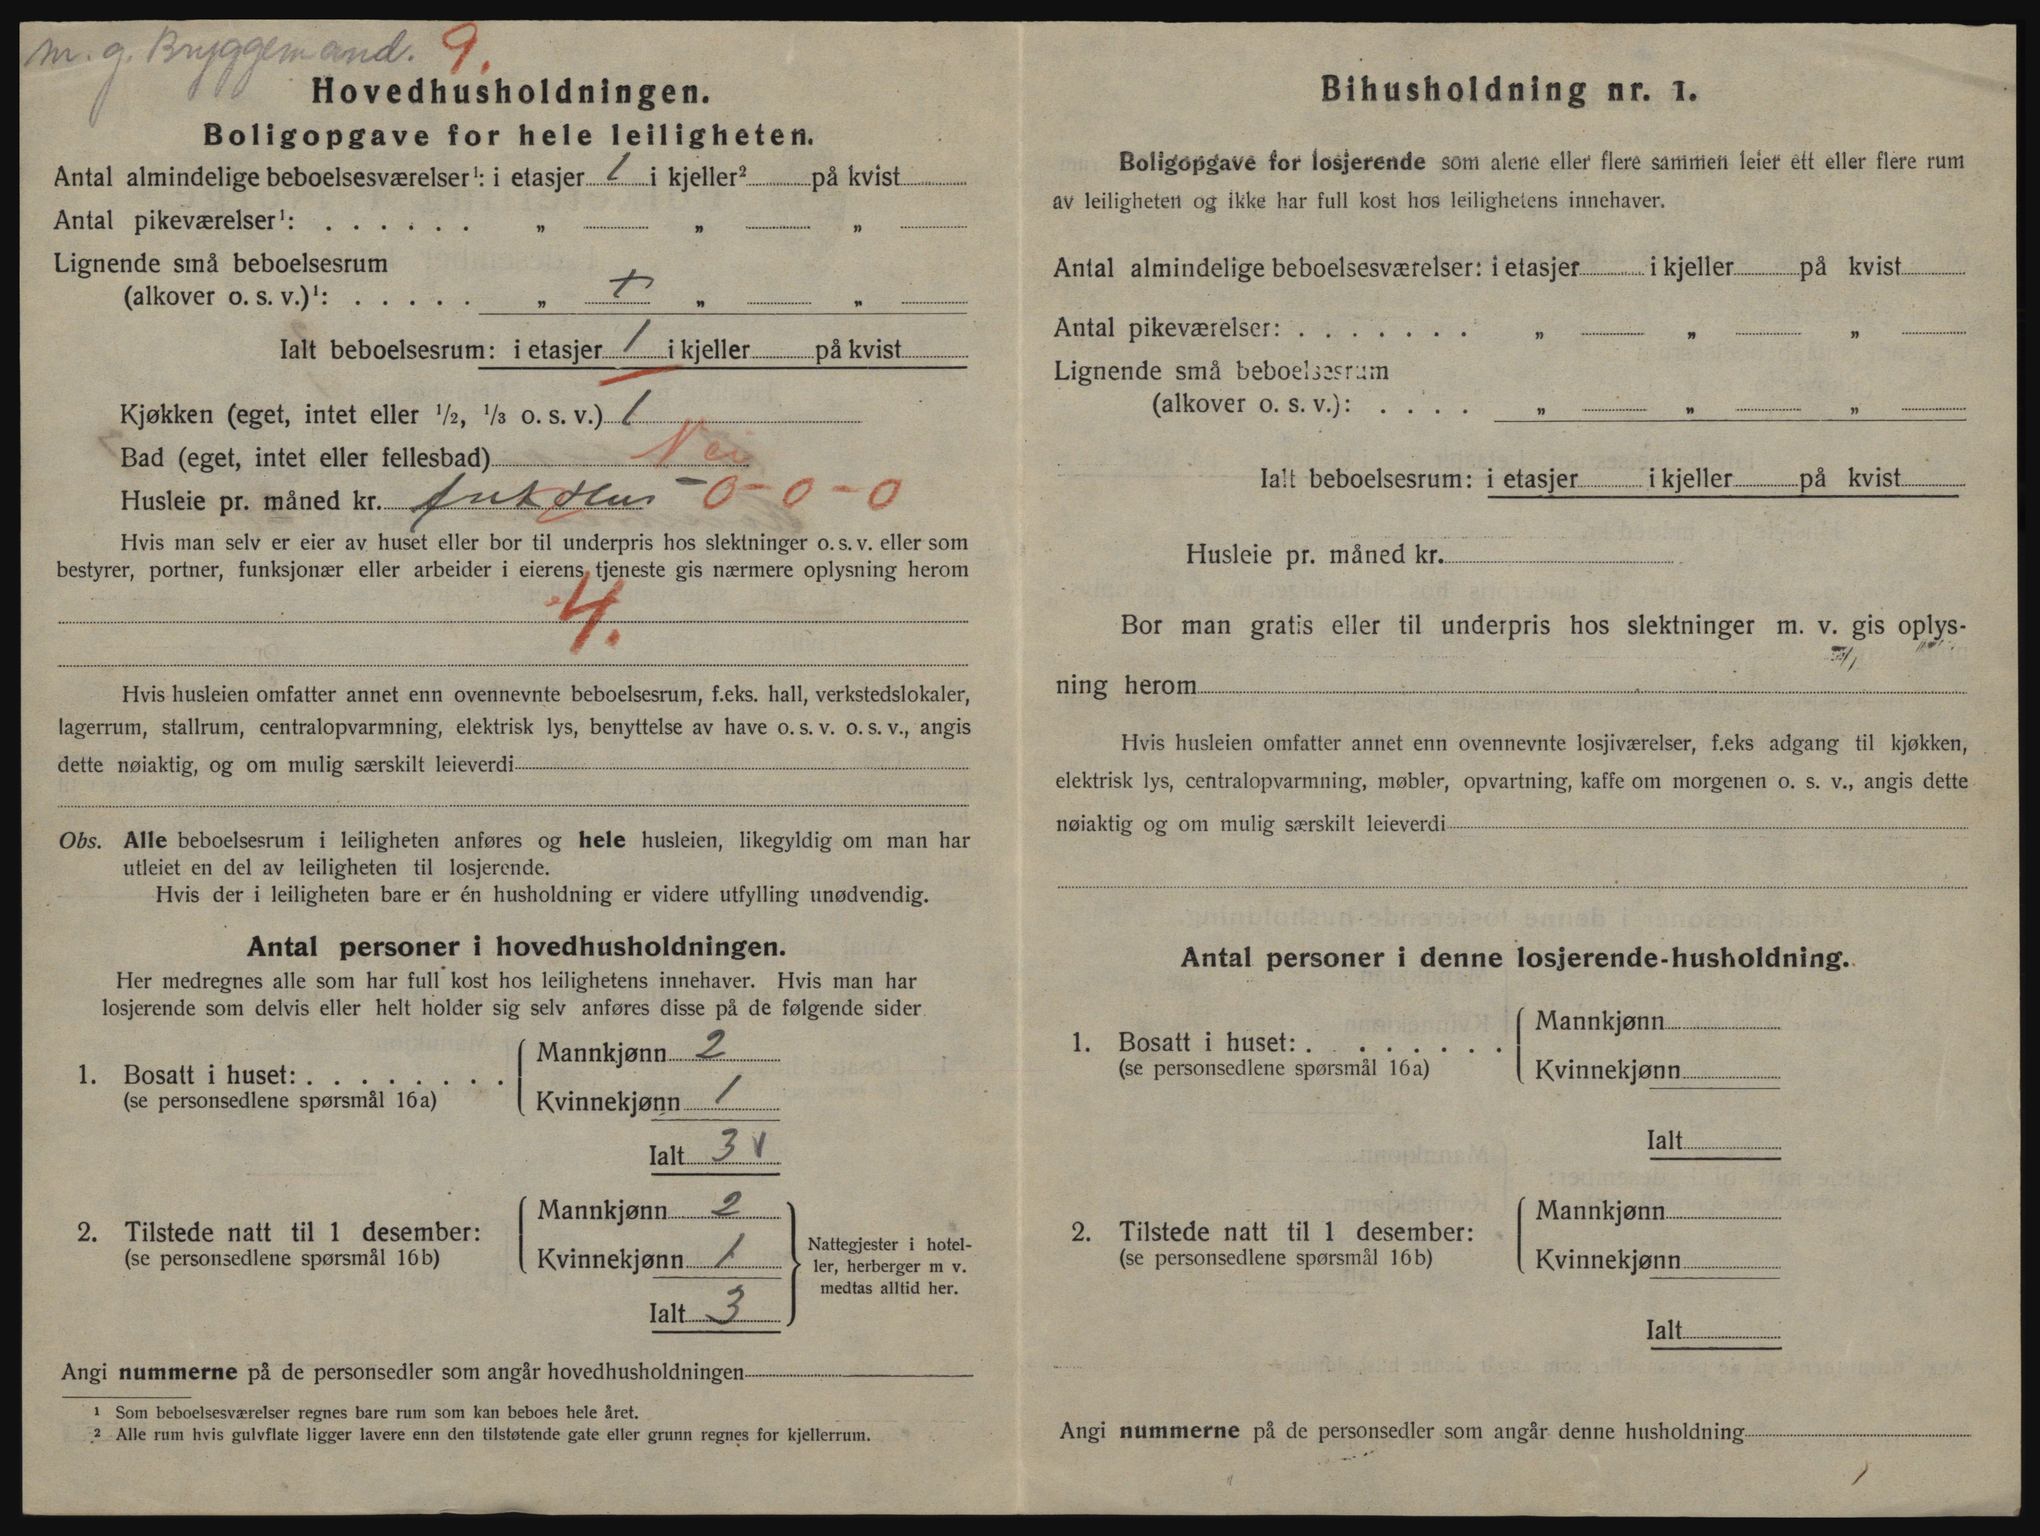 m. g. Bryggemand. 9.
Hovedhusholdningen.
Boligopgave for hele leiligheten.
Antal almindelige beboelsesværelser¹: i etasjer 1 i kjeller² på kvist
Antal pikeværelser¹: . . . . . . „ „ „
Lignende små beboelsesrum
(alkover o. s. v.)¹: . . . . . „ + „ „
Ialt beboelsesrum: i etasjer 1 i kjeller på kvist
Kjøkken (eget, intet eller 1/2, 1/3 o. s. v.) 1
Bad (eget, intet eller fellesbad) Nei
Husleie pr. måned kr. frit Hus - 0 - 0 - 0
Hvis man selv er eier av huset eller bor til underpris hos slektninger o. s. v. eller som
bestyrer, portner, funksjonær eller arbeider i eierens tjeneste gis nærmere oplysning herom
4.
Hvis husleien omfatter annet enn ovennevnte beboelsesrum, f.eks. hall, verkstedslokaler,
lagerrum, stallrum, centralopvarmning, elektrisk lys, benyttelse av have o. s. v. o. s. v., angis
dette nøiaktig, og om mulig særskilt leieverdi
Obs. Alle beboelsesrum i leiligheten anføres og hele husleien, likegyldig om man har
utleiet en del av leiligheten til losjerende.
Hvis der i leiligheten bare er én husholdning er videre utfylling unødvendig.
Antal personer i hovedhusholdningen.
Her medregnes alle som har full kost hos leilighetens innehaver. Hvis man har
losjerende som delvis eller helt holder sig selv anføres disse på de følgende sider
Mannkjønn 2
1. Bosatt i huset: . . . . . . . .
(se personsedlene spørsmål 16a)
Kvinnekjønn 1
Ialt 3 v
Mannkjønn 2
2. Tilstede natt til 1 desember:
(se personsedlene spørsmål 16b)
Kvinnekjønn 1
Ialt 3
Nattegjester i hotel-
ler, herberger m v.
medtas alltid her.
Angi nummerne på de personsedler som angår hovedhusholdningen
¹ Som beboelsesværelser regnes bare rum som kan beboes hele året.
² Alle rum hvis gulvflate ligger lavere enn den tilstøtende gate eller grunn regnes for kjellerrum.
Bihusholdning nr. 1.
Boligopgave for losjerende som alene eller flere sammen leier ett eller flere rum
av leiligheten og ikke har full kost hos leilighetens innehaver.
Antal almindelige beboelsesværelser: i etasjer i kjeller på kvist
Antal pikeværelser: . . . . . . . „ „ „
Lignende små beboelsesrum
(alkover o. s. v.): . . . . „ „ „
Ialt beboelsesrum: i etasjer i kjeller på kvist
Husleie pr. måned kr.
Bor man gratis eller til underpris hos slektninger m. v. gis oplys-
ning herom
Hvis husleien omfatter annet enn ovennevnte losjiværelser, f.eks adgang til kjøkken,
elektrisk lys, centralopvarmning, møbler, opvartning, kaffe om morgenen o. s. v., angis dette
nøiaktig og om mulig særskilt leieverdi
Antal personer i denne losjerende-husholdning.
Mannkjønn
1. Bosatt i huset: . . . . . . . .
(se personsedlene spørsmål 16a)
Kvinnekjønn
Ialt
Mannkjønn
2. Tilstede natt til 1 desember:
(se personsedlene spørsmål 16b)
Kvinnekjønn
Ialt
Angi nummerne på de personsedler som angår denne husholdning